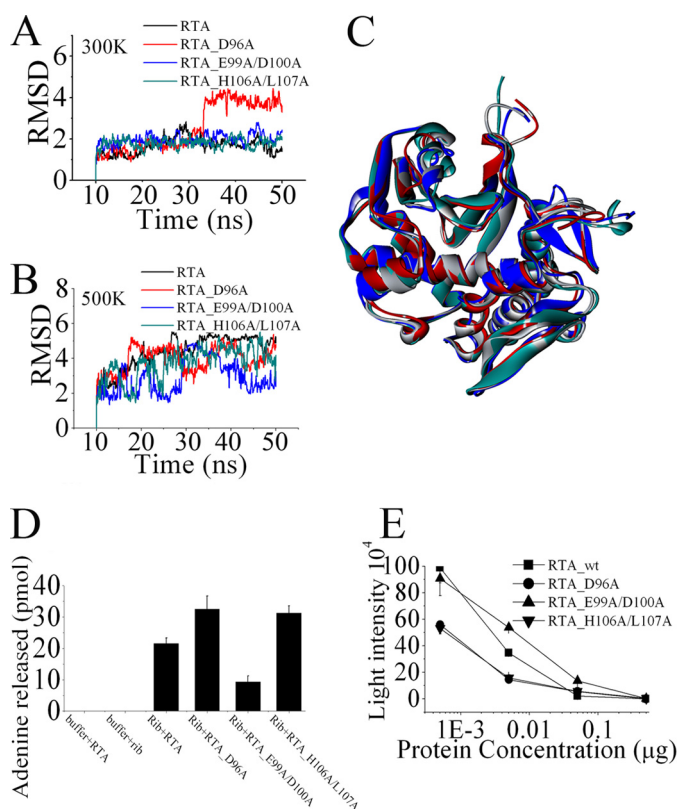 A
300K
RTA
RTA_D96A
RTA_E99A/D100A
RTA_H106A/L107A
RMSD
6
4
2
0
10 20 30 40 50
Time (ns)
B
500K
RTA
RTA_D96A
RTA_E99A/D100A
RTA_H106A/L107A
RMSD
8
6
4
2
0
10 20 30 40 50
Time (ns)
C
D
Adenine released (pmol)
40
30
20
10
0
buffer+RTA
buffer+rib
Rib+RTA
Rib+RTA_D96A
Rib+RTA_E99A/D100A
Rib+RTA_H106A/L107A
E
Light intensity 10^4
100
80
60
40
20
0
RTA_wt
RTA_D96A
RTA_E99A/D100A
RTA_H106A/L107A
1E-3 0.01 0.1
Protein Concentration (μg)